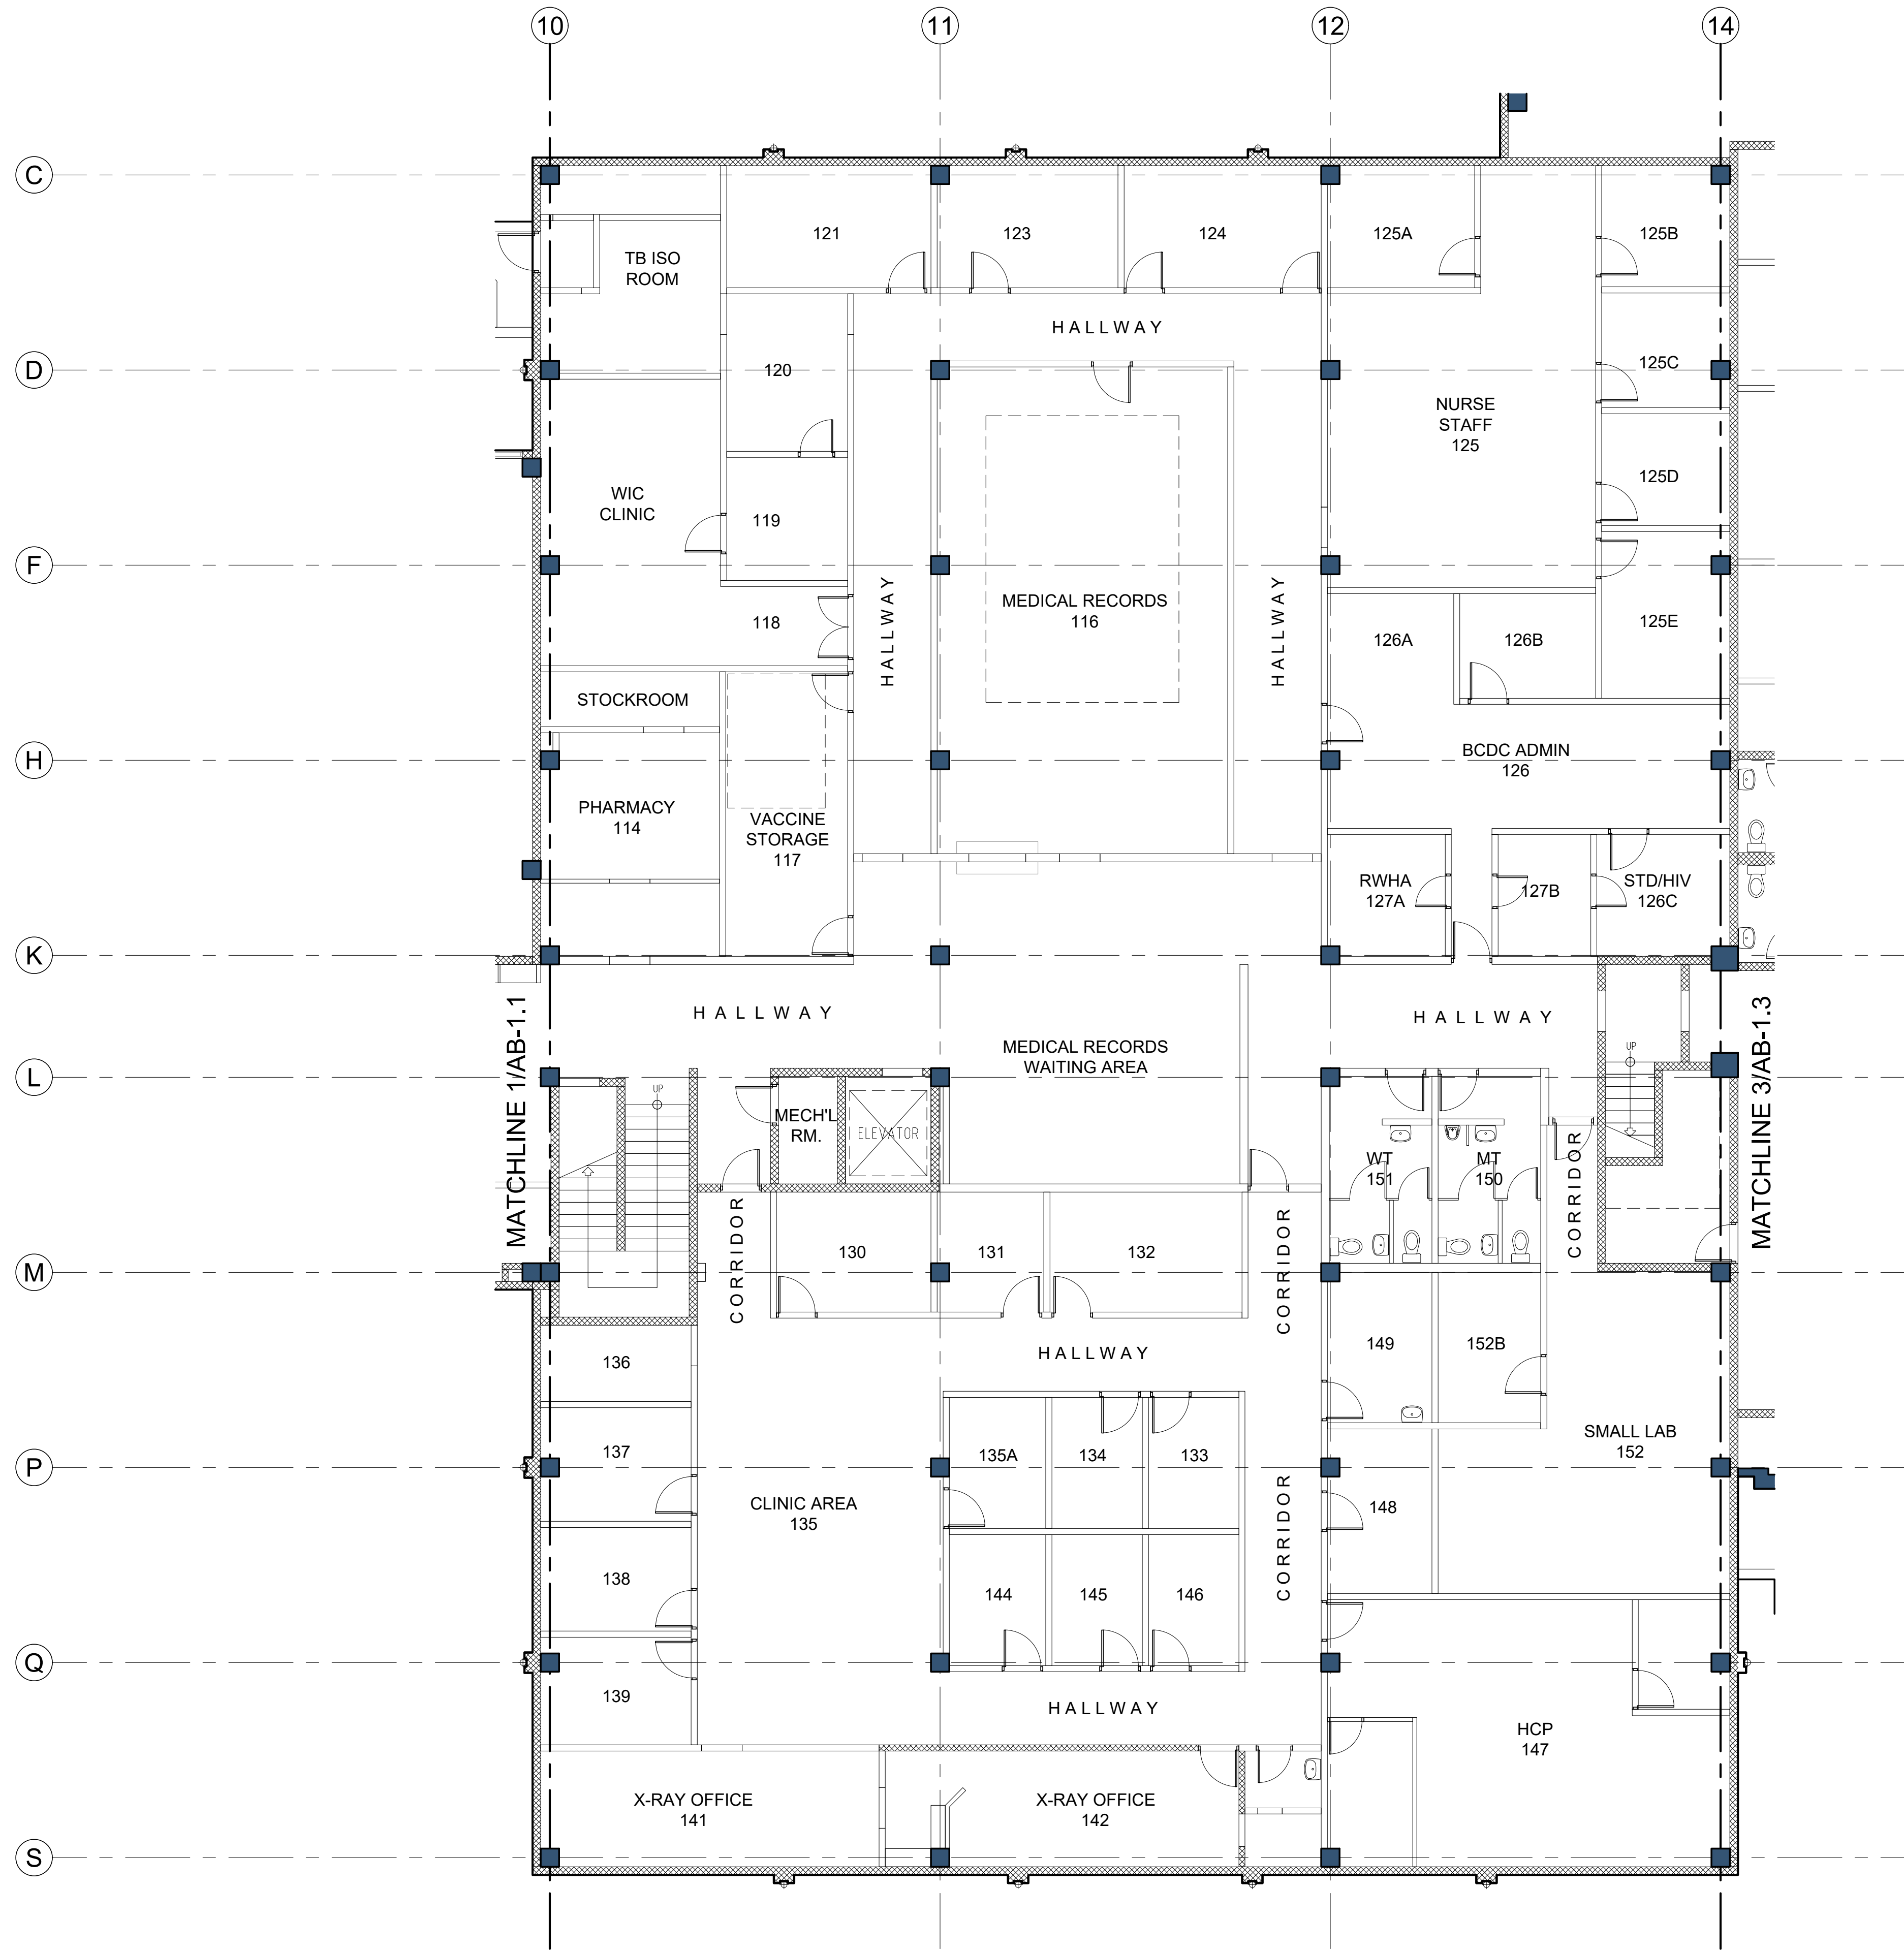 10
11
12
14
C
D
F
H
K
L
M
P
Q
S
121
123
124
125A
125B
TB ISO
ROOM
HALLWAY
120
125C
NURSE
STAFF
125
125D
WIC
CLINIC
119
118
HALLWAY
MEDICAL RECORDS
116
HALLWAY
126A
126B
125E
STOCKROOM
BCDC ADMIN
126
PHARMACY
114
VACCINE
STORAGE
117
RWHA
127A
127B
STD/HIV
126C
MATCHLINE 1/AB-1.1
HALLWAY
MEDICAL RECORDS
WAITING AREA
HALLWAY
MATCHLINE 3/AB-1.3
UP
UP
MECH'L
RM.
ELEVATOR
WT
151
MT
150
CORRIDOR
CORRIDOR
130
131
132
CORRIDOR
136
HALLWAY
149
152B
137
135A
134
133
SMALL LAB
152
CLINIC AREA
135
CORRIDOR
148
138
144
145
146
139
HALLWAY
HCP
147
X-RAY OFFICE
141
X-RAY OFFICE
142